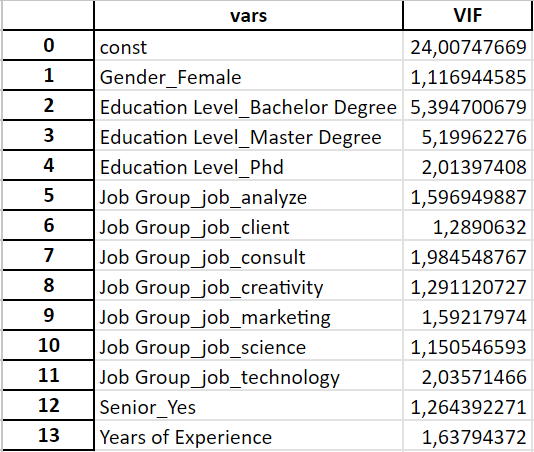 vars VIF
0 const 24,00747669
1 Gender_Female 1,116944585
2 Education Level_Bachelor Degree 5,394700679
3 Education Level_Master Degree 5,19962276
4 Education Level_Phd 2,01397408
5 Job Group_job_analyze 1,596949887
6 Job Group_job_client 1,2890632
7 Job Group_job_consult 1,984548767
8 Job Group_job_creativity 1,291120727
9 Job Group_job_marketing 1,59217974
10 Job Group_job_science 1,150546593
11 Job Group_job_technology 2,03571466
12 Senior_Yes 1,264392271
13 Years of Experience 1,63794372